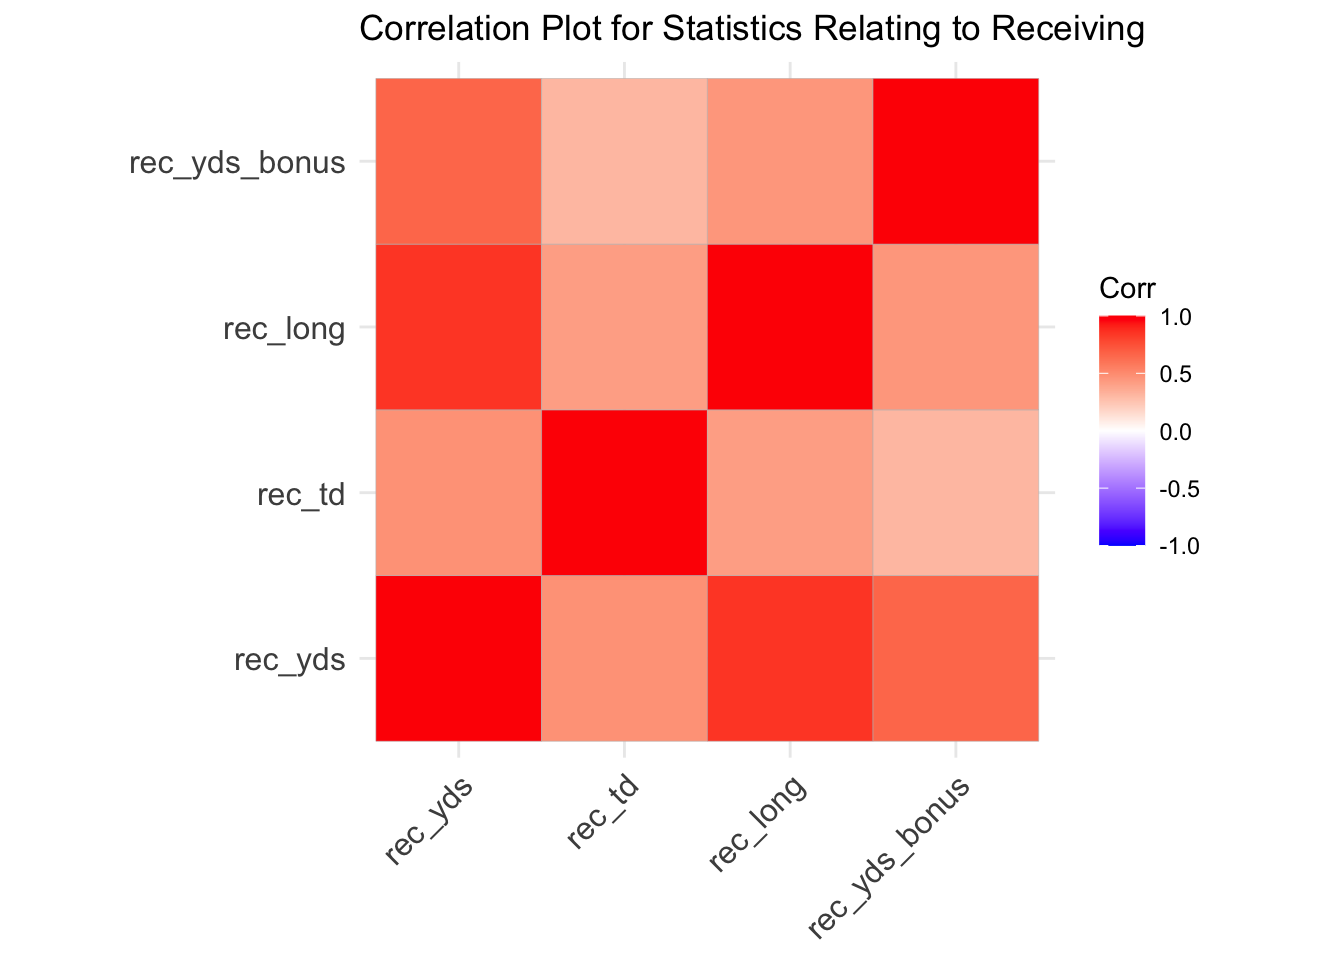 Correlation Plot for Statistics Relating to Receiving
rec_yds_bonus
rec_long
rec_td
rec_yds
rec_yds
rec_td
rec_long
rec_yds_bonus
Corr
1.0
0.5
0.0
-0.5
-1.0